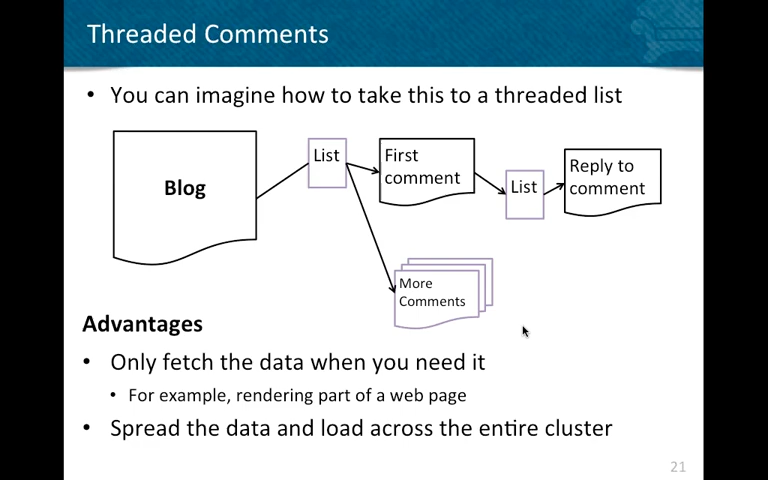 Threaded Comments
• You can imagine how to take this to a threaded list
Blog
List
First
comment
List
Reply to
comment
More
Comments
Advantages
• Only fetch the data when you need it
• For example, rendering part of a web page
• Spread the data and load across the entire cluster
21